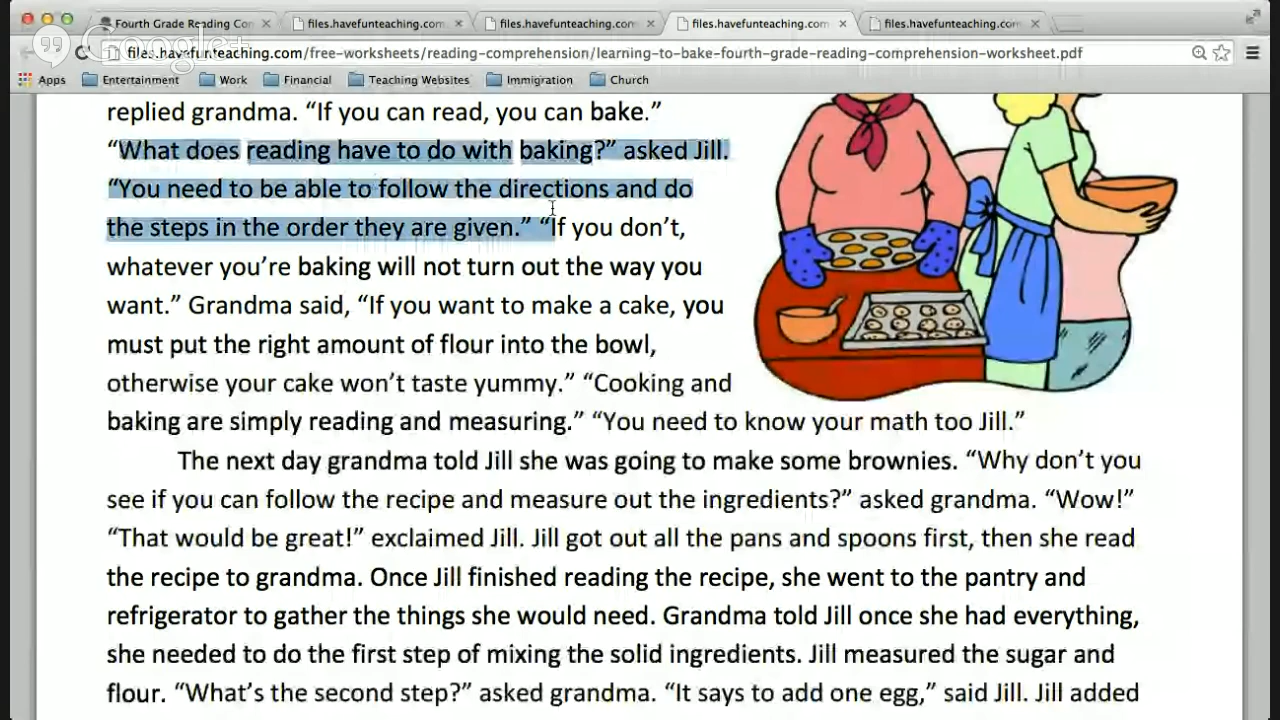 Fourth Grade Reading Con
files.havefunteaching.com
files.havefunteaching.com
files.havefunteaching.com
files.havefunteaching.com
Google+
files.havefunteaching.com/free-worksheets/reading-comprehension/learning-to-bake-fourth-grade-reading-comprehension-worksheet.pdf
Apps Entertainment Work Financial Teaching Websites Immigration Church
replied grandma. “If you can read, you can bake.”
“What does reading have to do with baking?” asked Jill.
“You need to be able to follow the directions and do
the steps in the order they are given.” “If you don’t,
whatever you’re baking will not turn out the way you
want.” Grandma said, “If you want to make a cake, you
must put the right amount of flour into the bowl,
otherwise your cake won’t taste yummy.” “Cooking and
baking are simply reading and measuring.” “You need to know your math too Jill.”
The next day grandma told Jill she was going to make some brownies. “Why don’t you
see if you can follow the recipe and measure out the ingredients?” asked grandma. “Wow!”
“That would be great!” exclaimed Jill. Jill got out all the pans and spoons first, then she read
the recipe to grandma. Once Jill finished reading the recipe, she went to the pantry and
refrigerator to gather the things she would need. Grandma told Jill once she had everything,
she needed to do the first step of mixing the solid ingredients. Jill measured the sugar and
flour. “What’s the second step?” asked grandma. “It says to add one egg,” said Jill. Jill added